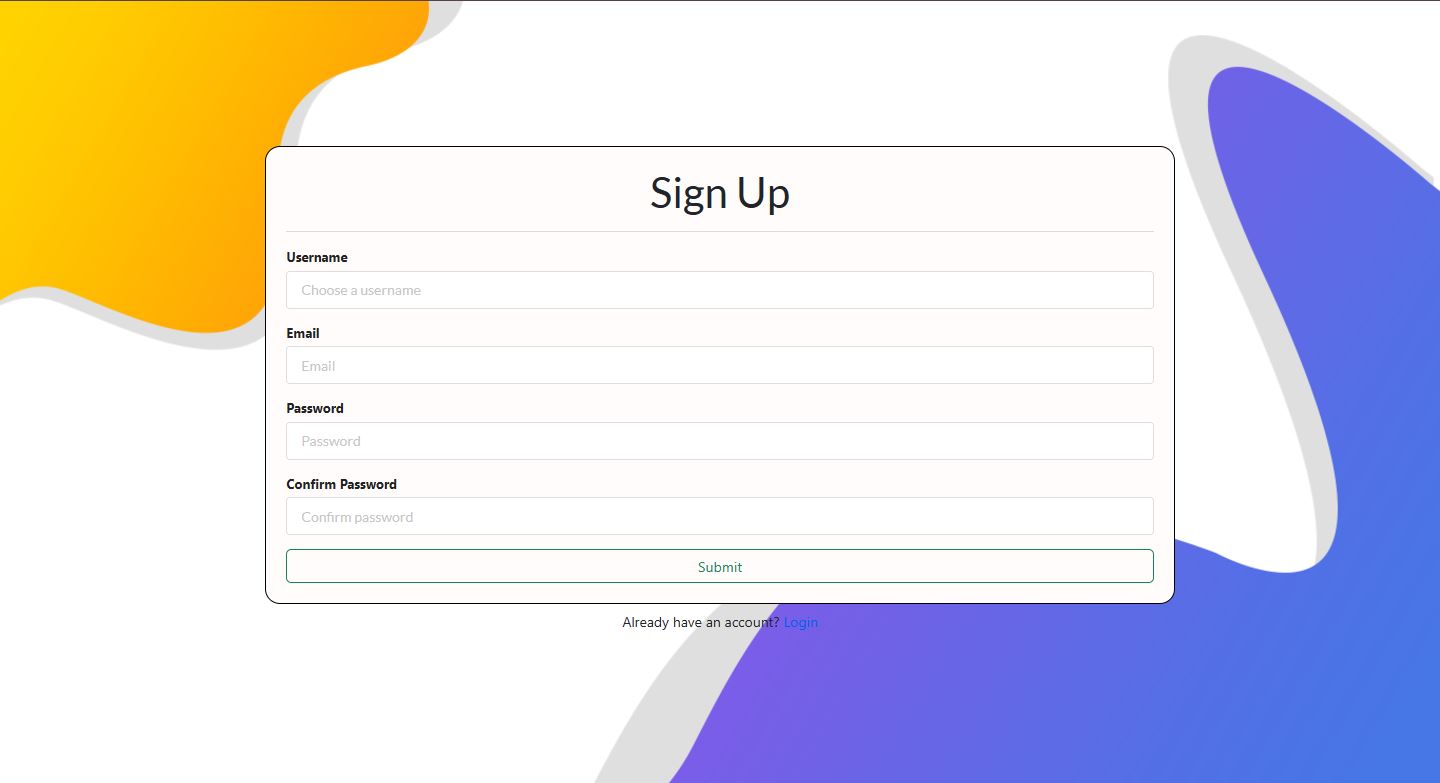 Sign Up
Username
Choose a username
Email
Email
Password
Password
Confirm Password
Confirm password
Submit
Already have an account? Login